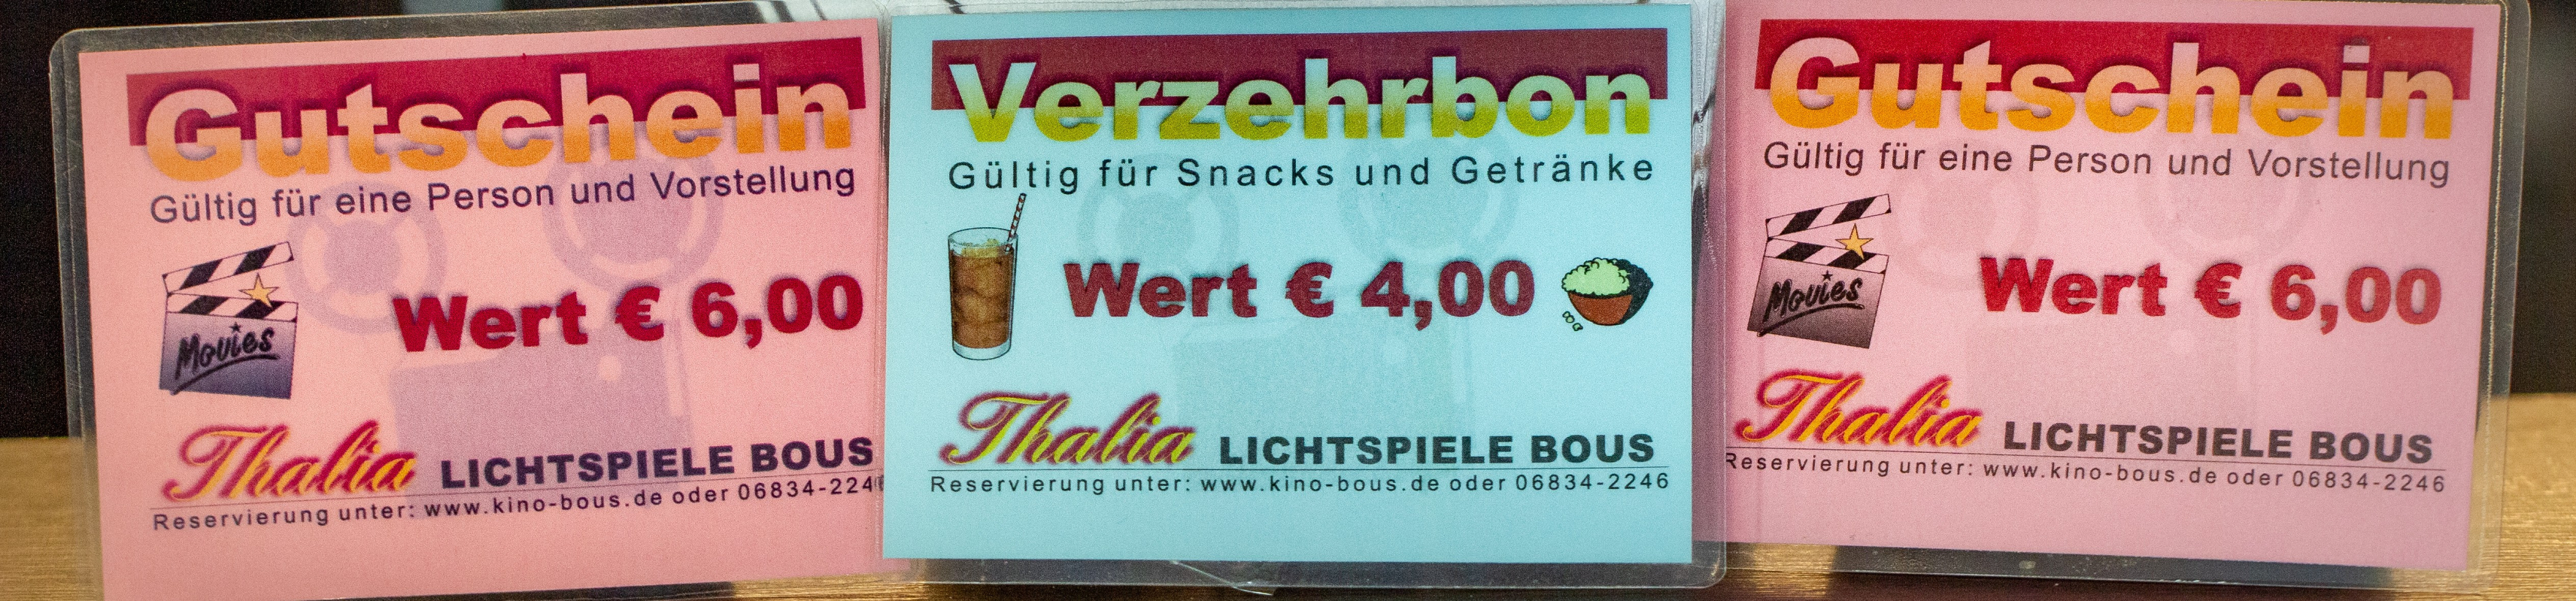 Gutschein
Gültig für eine Person und Vorstellung
Movies
Wert € 6,00
Thalia LICHTSPIELE BOUS
Reservierung unter: www.kino-bous.de oder 06834-224
Verzehrbon
Gültig für Snacks und Getränke
Wert € 4,00
Thalia LICHTSPIELE BOUS
Reservierung unter: www.kino-bous.de oder 06834-2246
Gutschein
Gültig für eine Person und Vorstellung
Movies
Wert € 6,00
Thalia LICHTSPIELE BOUS
Reservierung unter: www.kino-bous.de oder 06834-2246